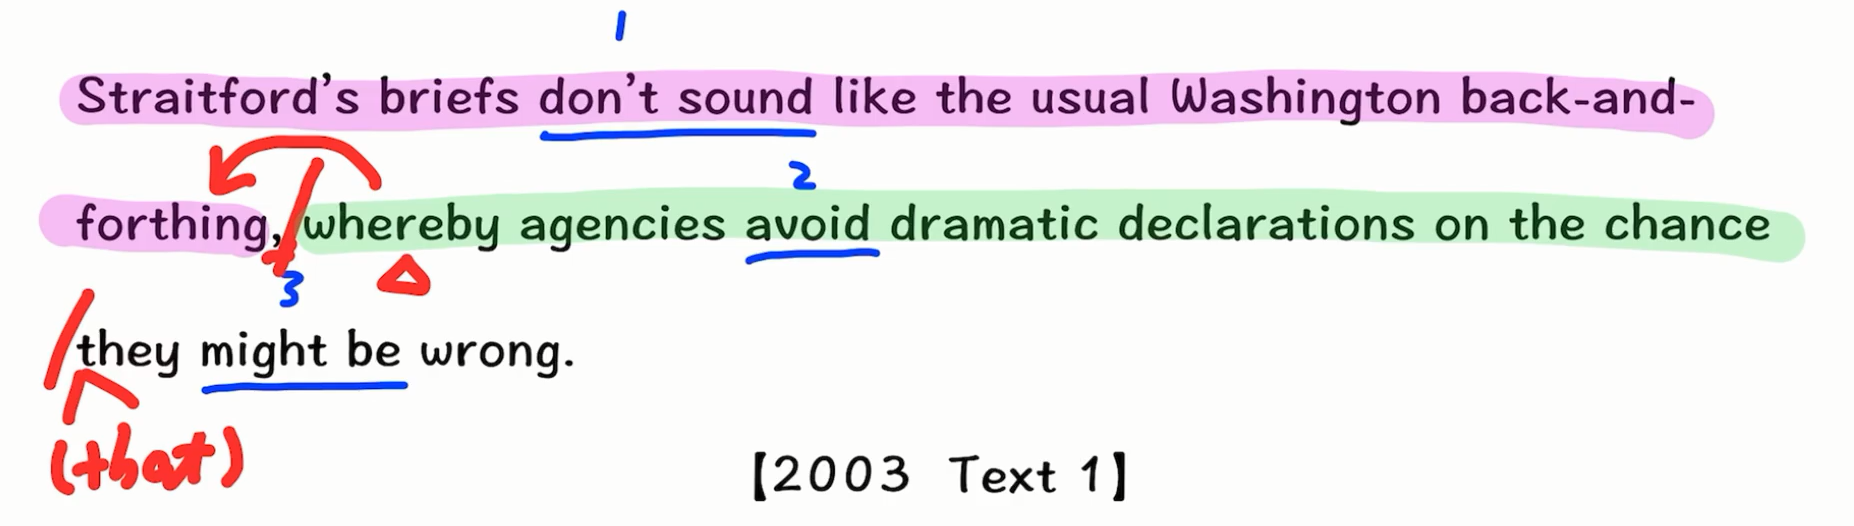 1
Straitford's briefs don't sound like the usual Washington back-and-
2
forthing, whereby agencies avoid dramatic declarations on the chance
3
they might be wrong.
(that)
【2003 Text 1】